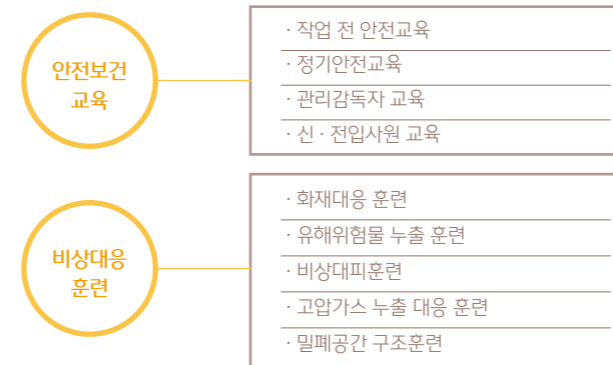 안전보건
교육
· 작업 전 안전교육
· 정기안전교육
· 관리감독자 교육
· 신 · 전입사원 교육
비상대응
훈련
· 화재대응 훈련
· 유해위험물 누출 훈련
· 비상대피훈련
· 고압가스 누출 대응 훈련
· 밀폐공간 구조훈련